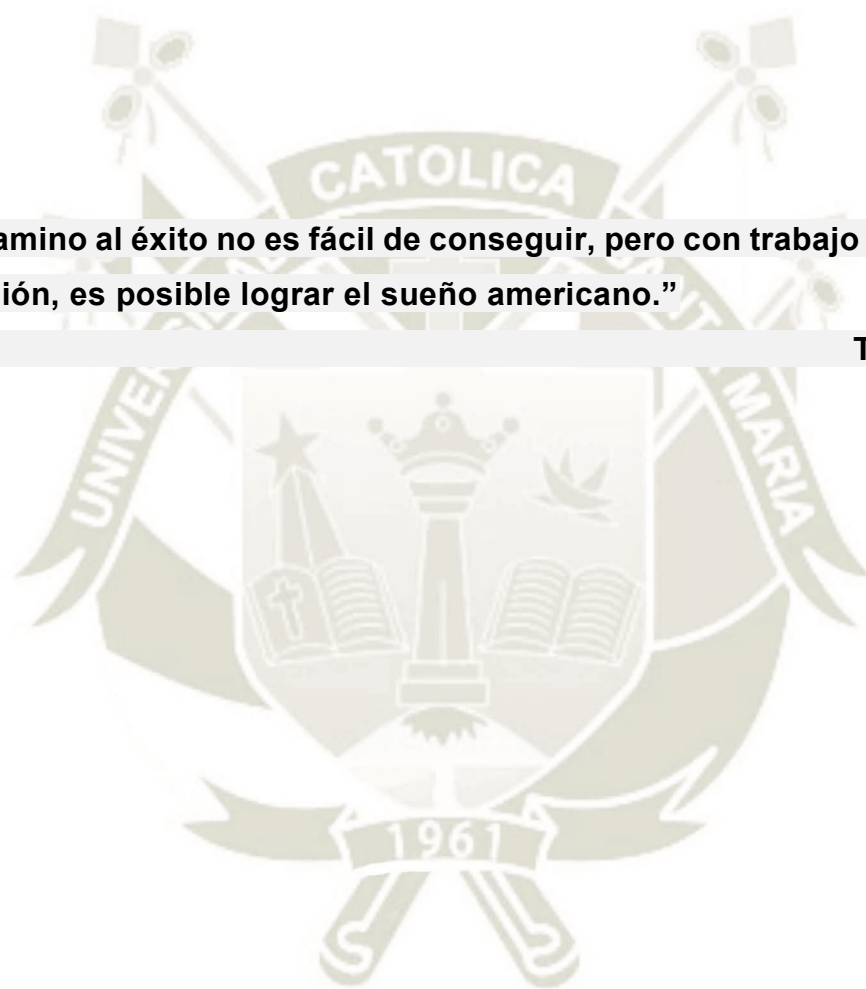 amino al éxito no es fácil de conseguir, pero con trabajo
ión, es posible lograr el sueño americano.”
T
CATOLICA
MARIA
1961